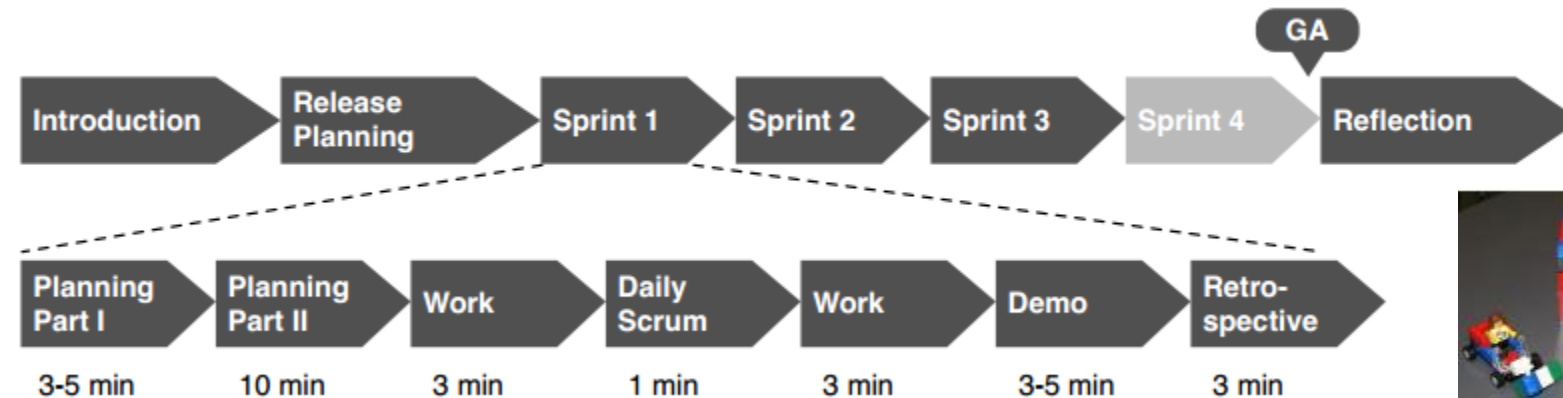 GA
Introduction
Release
Planning
Sprint 1
Sprint 2
Sprint 3
Sprint 4
Reflection
Planning
Part I
Planning
Part II
Work
Daily
Scrum
Work
Demo
Retro-
spective
3-5 min
10 min
3 min
1 min
3 min
3-5 min
3 min